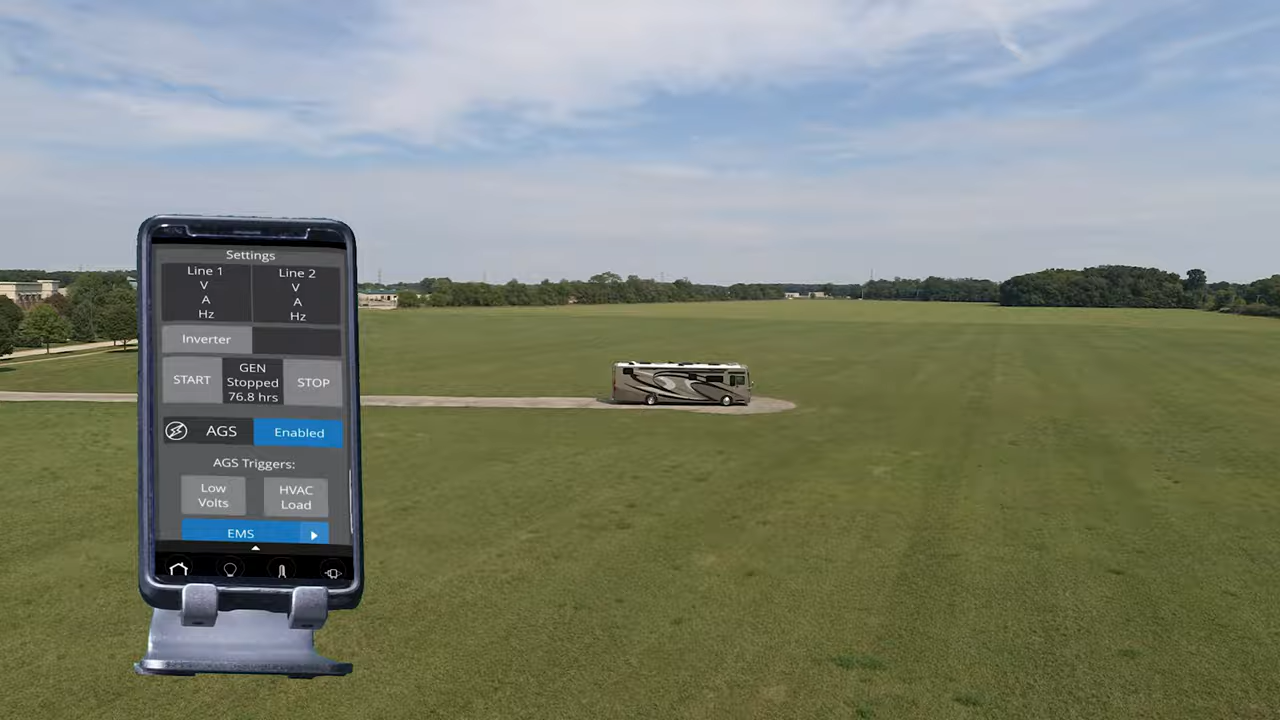 Settings
Line 1
V
A
Hz
Line 2
V
A
Hz
Inverter
START
GEN
Stopped
76.8 hrs
STOP
AGS
Enabled
AGS Triggers:
Low
Volts
HVAC
Load
EMS